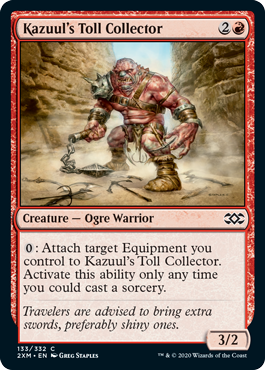 Kazuul's Toll Collector 2
Creature — Ogre Warrior
0: Attach target Equipment you
control to Kazuul's Toll Collector.
Activate this ability only any time
you could cast a sorcery.
Travelers are advised to bring extra
swords, preferably shiny ones.
3/2
133/332 C
2XM • EN Greg Staples
™ & © 2020 Wizards of the Coast